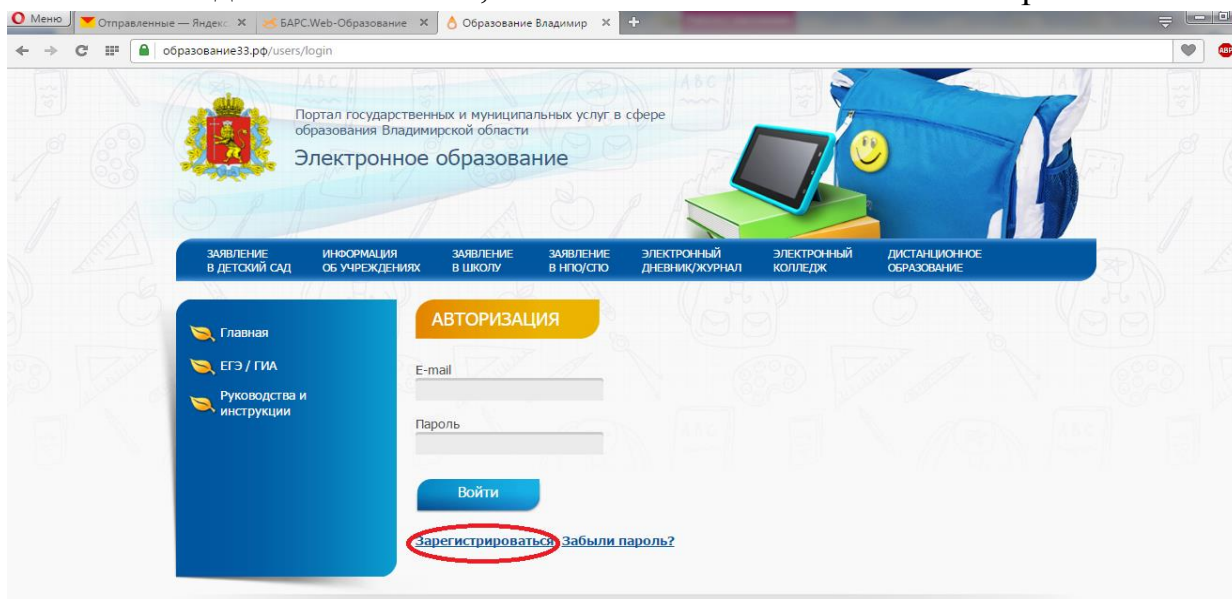 Меню
Отправленные — Яндекс
БАРС.Web-Образование
Образование Владимир
образование33.рф/users/login
ABP
Портал государственных и муниципальных услуг в сфере
образования Владимирской области
Электронное образование
ЗАЯВЛЕНИЕ
В ДЕТСКИЙ САД
ИНФОРМАЦИЯ
ОБ УЧРЕЖДЕНИЯХ
ЗАЯВЛЕНИЕ
В ШКОЛУ
ЗАЯВЛЕНИЕ
В НПО/СПО
ЭЛЕКТРОННЫЙ
ДНЕВНИК/ЖУРНАЛ
ЭЛЕКТРОННЫЙ
КОЛЛЕДЖ
ДИСТАНЦИОННОЕ
ОБРАЗОВАНИЕ
Главная
ЕГЭ / ГИА
Руководства и
инструкции
АВТОРИЗАЦИЯ
E-mail
Пароль
Войти
Зарегистрироваться Забыли пароль?